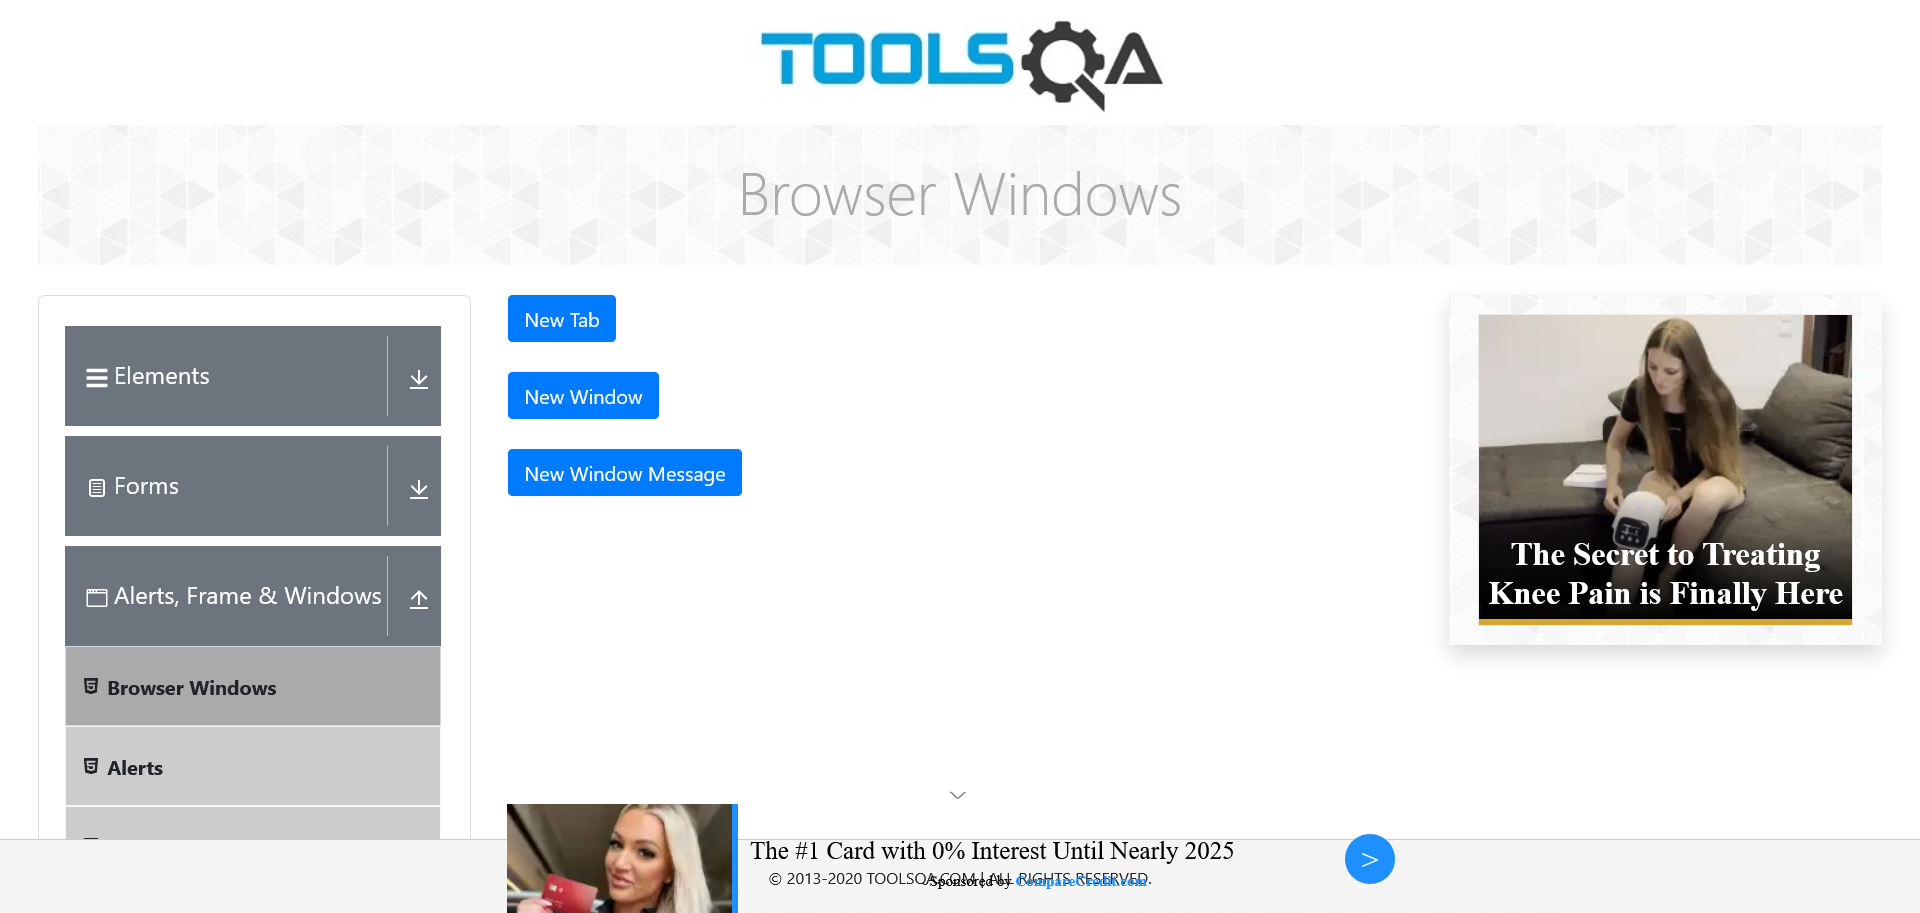 TOOLSQA
Browser Windows
Elements
Forms
Alerts, Frame & Windows
Browser Windows
Alerts
New Tab
New Window
New Window Message
The Secret to Treating
Knee Pain is Finally Here
The #1 Card with 0% Interest Until Nearly 2025
>
© 2013-2020 TOOLSQA.COM | ALL RIGHTS RESERVED.
Sponsored by CompareCredit.com